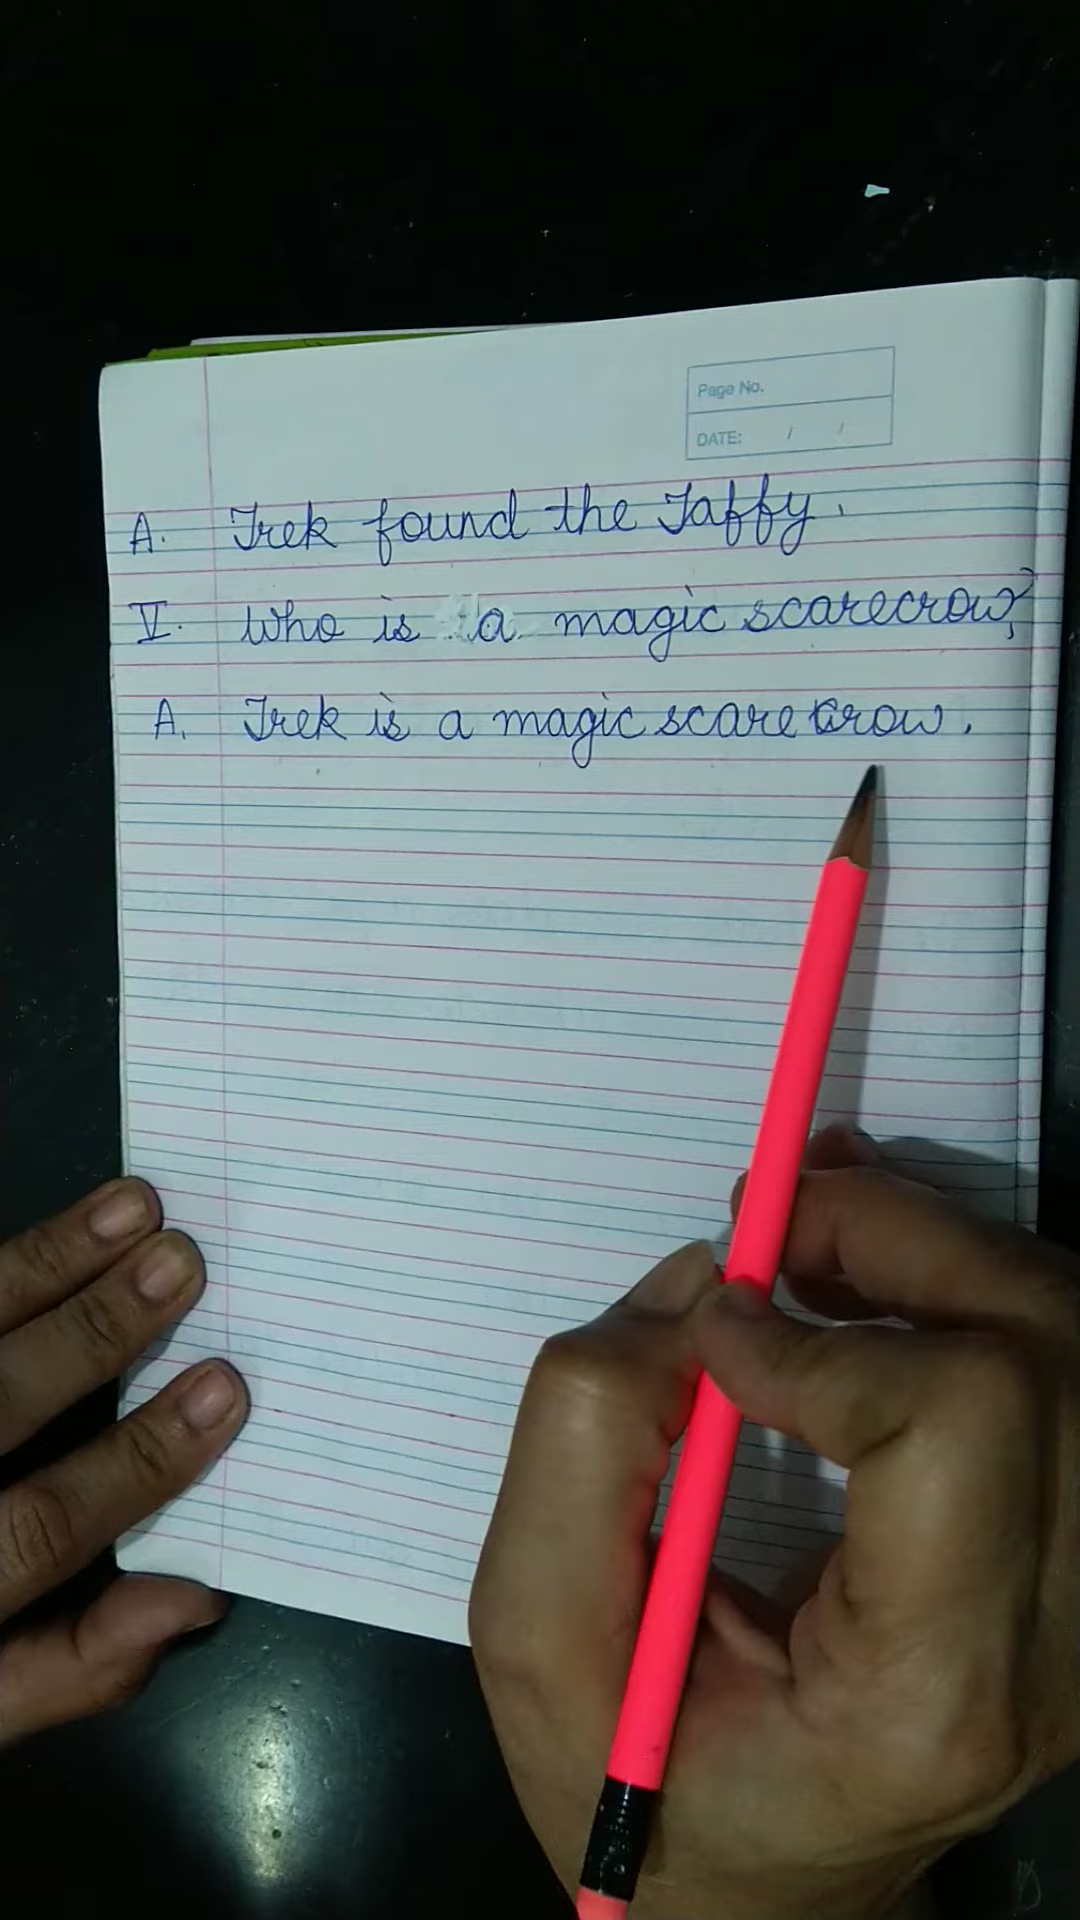 Page No.
DATE: / /
A. Trek found the Taffy.
V. Who is a magic scarecrow?
A. Trek is a magic scarecrow.